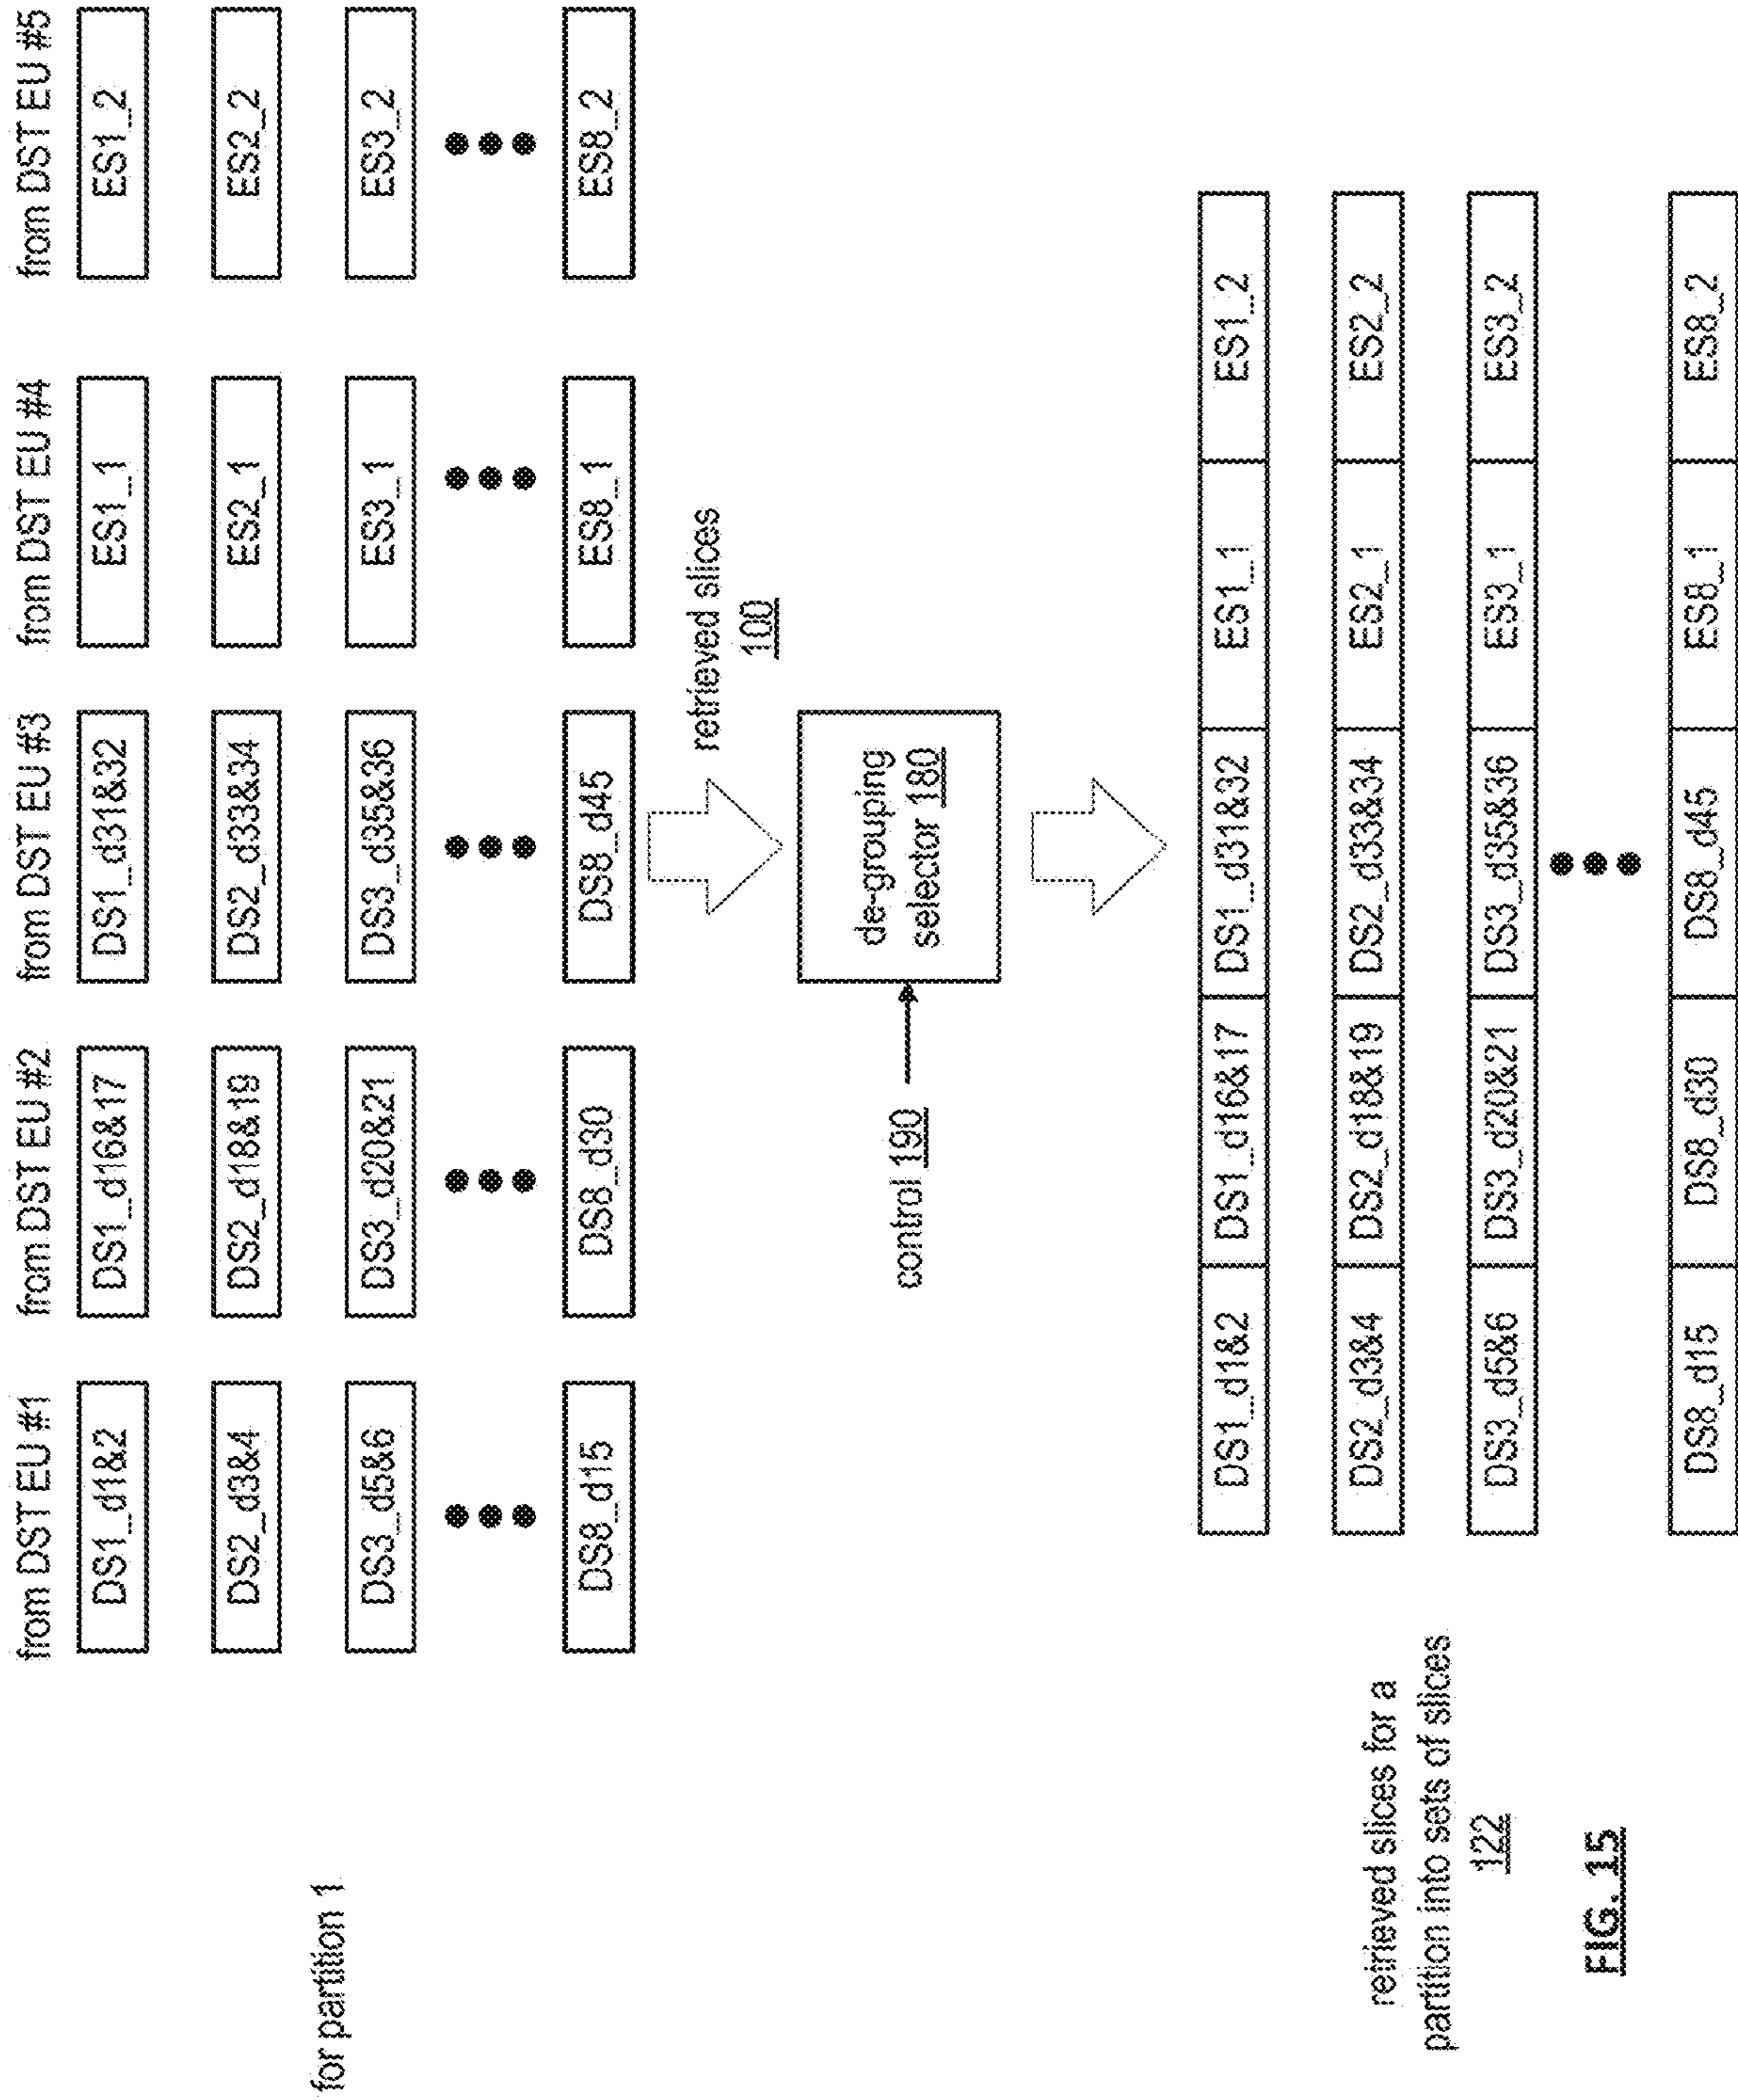 from DST EU #1 from DST EU #2 from DST EU #3 from DST EU #4 from DST EU #5
DS1_d1&2 DS1_d16&17 DS1_d31&32 ES1_1 ES1_2
DS2_d3&4 DS2_d18&19 DS2_d33&34 ES2_1 ES2_2
for partition 1
DS3_d5&6 DS3_d20&21 DS3_d35&36 ES3_1 ES3_2
DS8_d15 DS8_d30 DS8_d45 ES8_1 ES8_2
retrieved slices
100
de-grouping
selector 180
control 190
DS1_d1&2 DS1_d16&17 DS1_d31&32 ES1_1 ES1_2
retrieved slices for a
partition into sets of slices
122
DS2_d3&4 DS2_d18&19 DS2_d33&34 ES2_1 ES2_2
DS3_d5&6 DS3_d20&21 DS3_d35&36 ES3_1 ES3_2
DS8_d15 DS8_d30 DS8_d45 ES8_1 ES8_2
FIG. 15